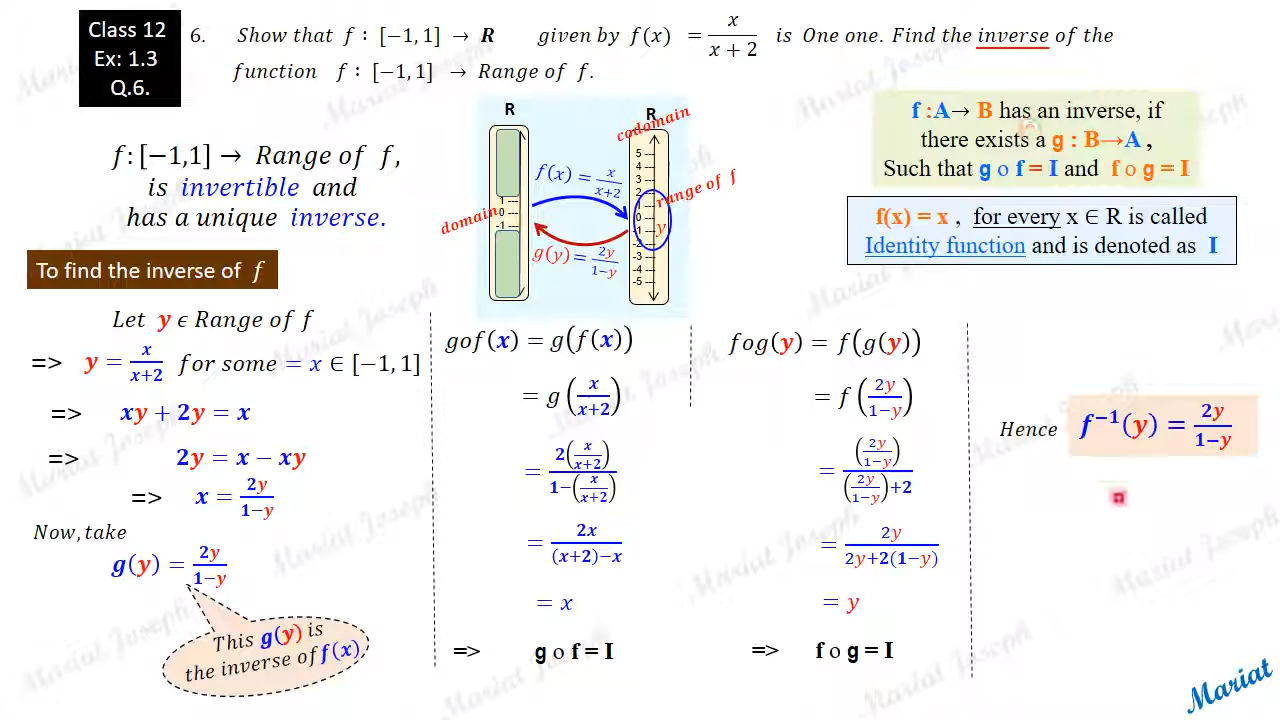 Class 12
Ex: 1.3
Q.6.
6. Show that f : [−1, 1] → R given by f(x) = x/(x + 2) is One one. Find the inverse of the
function f : [−1, 1] → Range of f.
f: [−1,1] → Range of f,
is invertible and
has a unique inverse.
To find the inverse of f
R
R
codomain
domain
range of f
f(x) = x/(x+2)
g(y) = 2y/(1−y)
1
0
-1
5
4
3
2
1
0
-1
-2
-3
-4
-5
y
f : A→ B has an inverse, if
there exists a g : B→A ,
Such that g o f = I and f o g = I
f(x) = x , for every x ∈ R is called
Identity function and is denoted as I
Let y ϵ Range of f
=> y = x/(x+2) for some = x ∈ [−1, 1]
=> xy + 2y = x
=> 2y = x − xy
=> x = 2y/(1−y)
Now, take
g(y) = 2y/(1−y)
This g(y) is
the inverse of f(x)
gof(x) = g(f(x))
= g(x/(x+2))
= 2(x/(x+2))/(1−(x/(x+2)))
= 2x/((x+2)−x)
= x
=> g o f = I
fog(y) = f(g(y))
= f(2y/(1−y))
= (2y/(1−y))/((2y/(1−y))+2)
= 2y/(2y+2(1−y))
= y
=> f o g = I
Hence f⁻¹(y) = 2y/(1−y)
Mariat